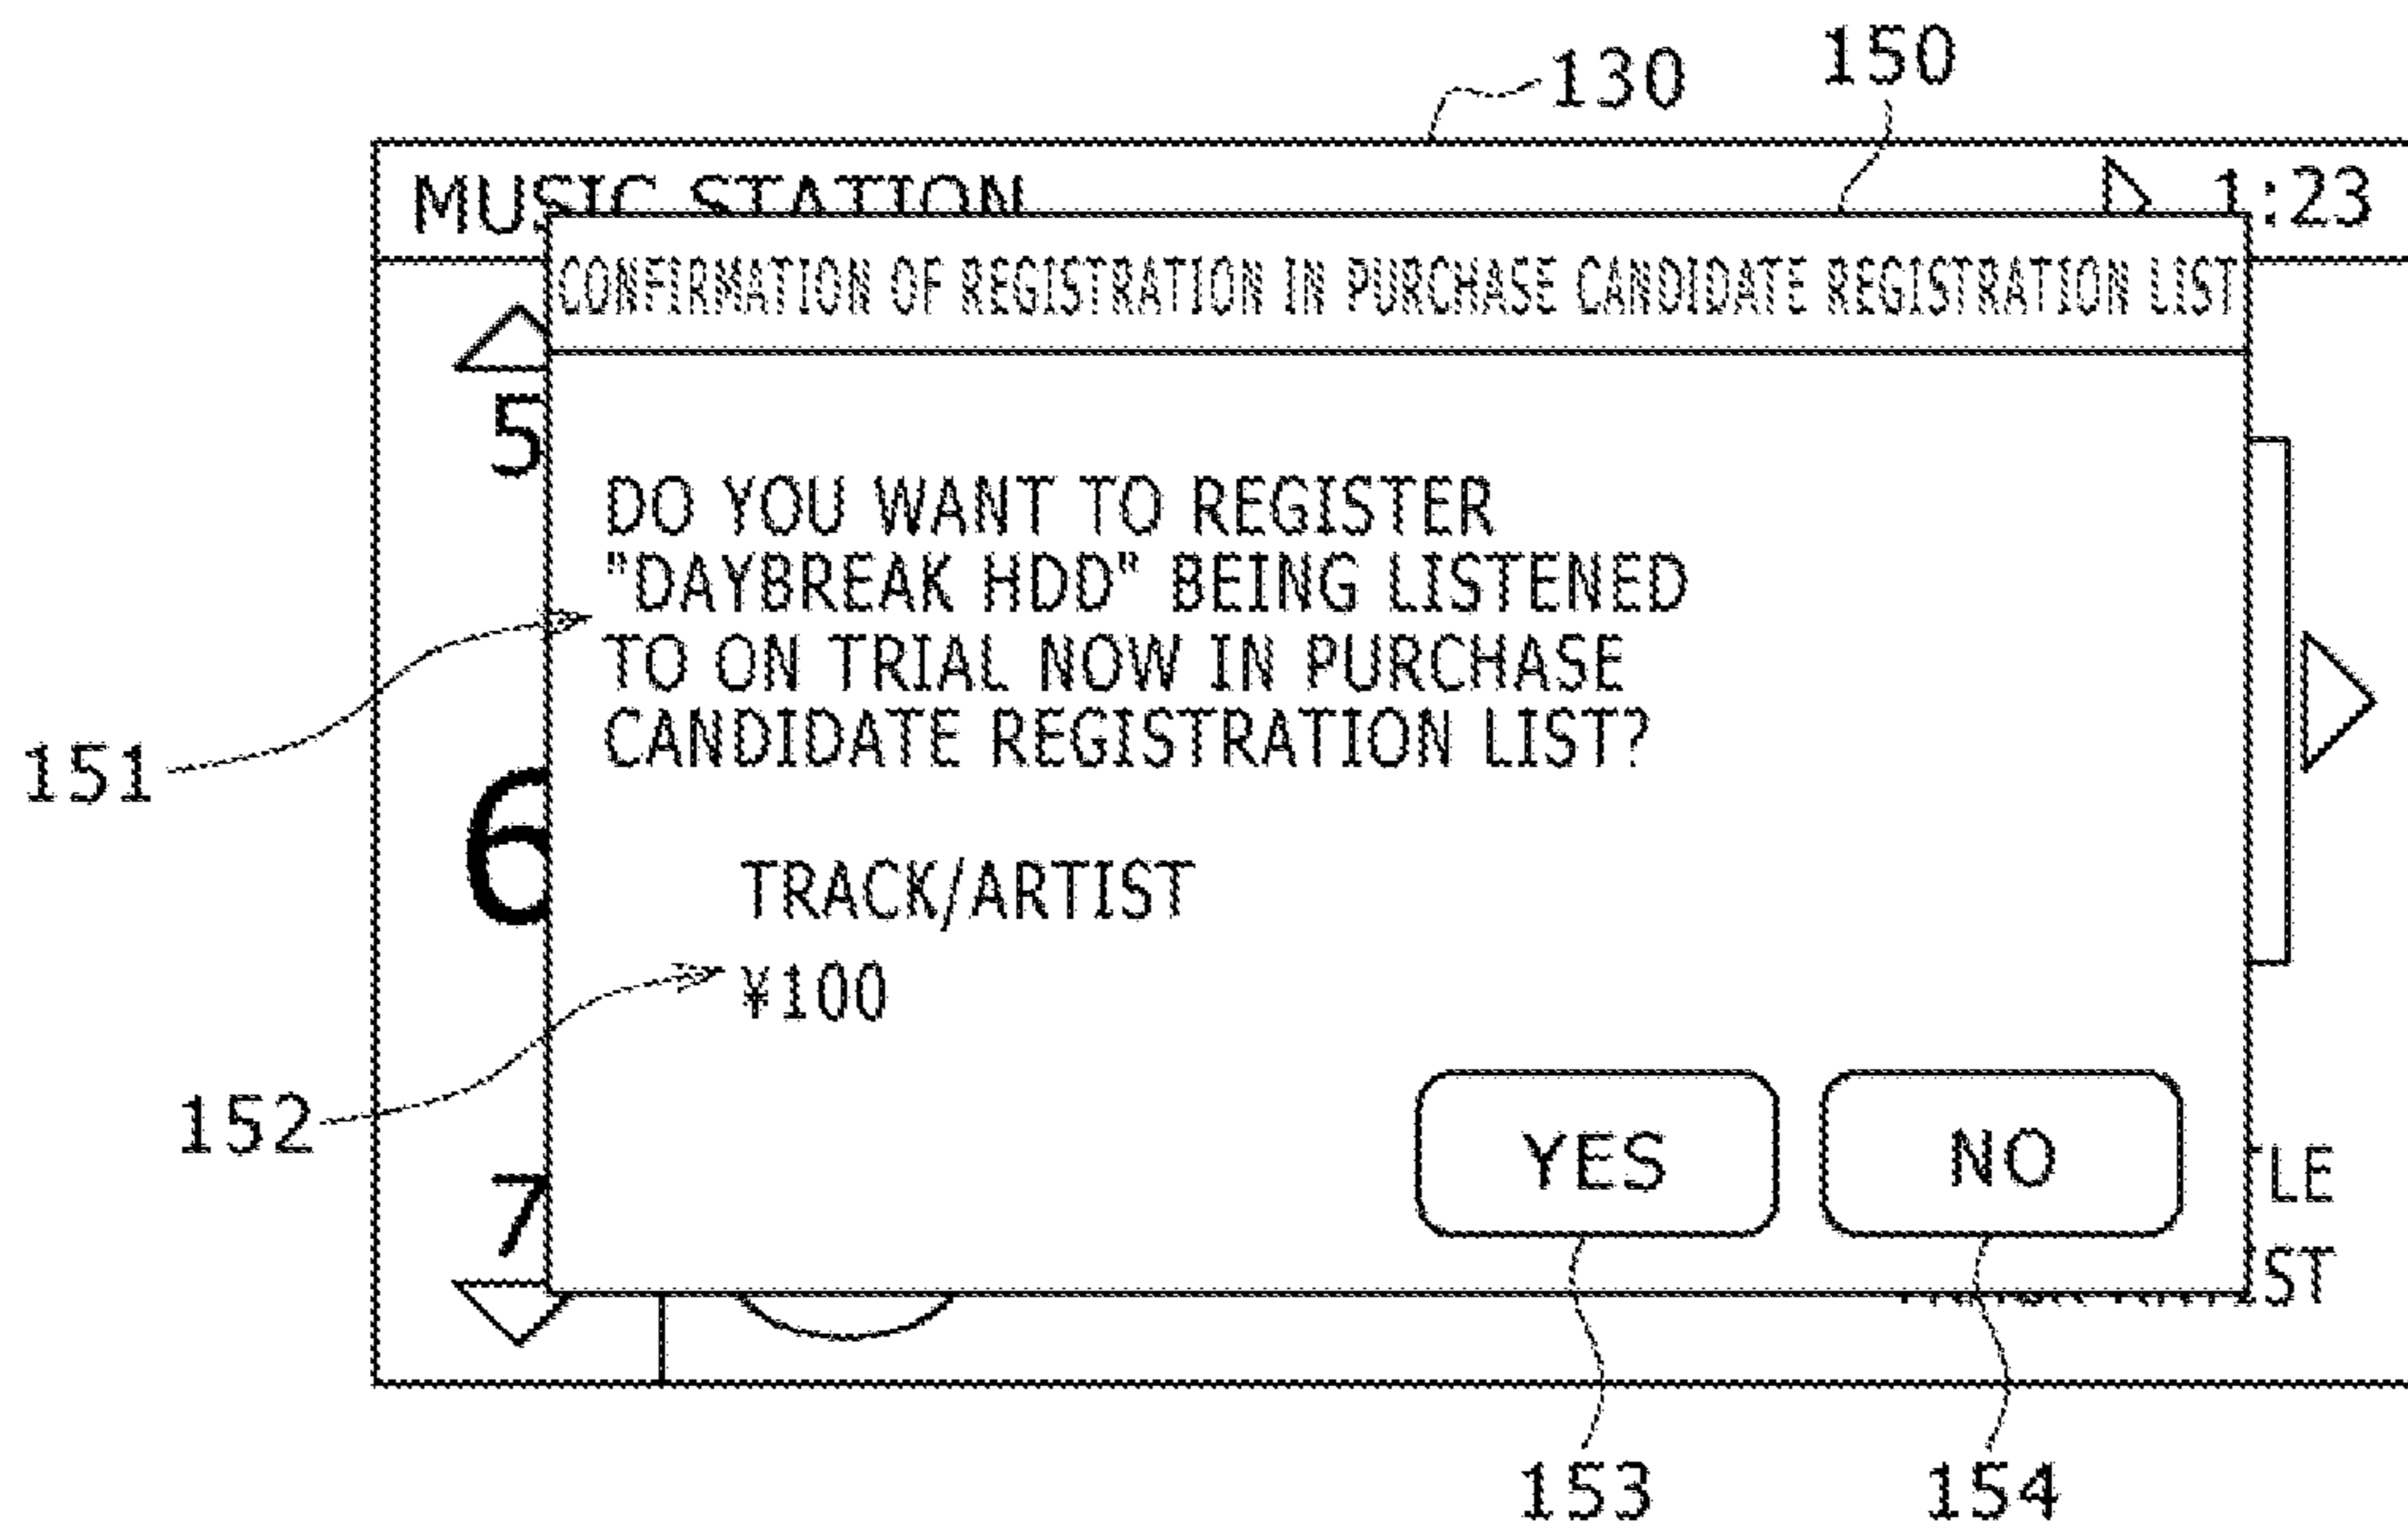 130
150
MUSIC STATION
1:23
CONFIRMATION OF REGISTRATION IN PURCHASE CANDIDATE REGISTRATION LIST
5
DO YOU WANT TO REGISTER
"DAYBREAK HDD" BEING LISTENED
TO ON TRIAL NOW IN PURCHASE
CANDIDATE REGISTRATION LIST?
151
6
TRACK/ARTIST
¥100
152
YES
NO
7
TLE
IST
153
154